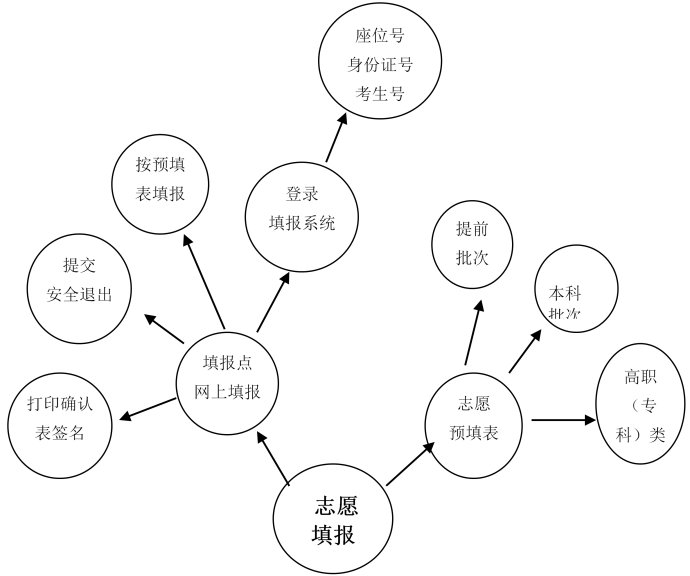 座位号
身份证号
考生号
按预填
表填报
登录
填报系统
提前
批次
提交
安全退出
本科
批次
填报点
网上填报
高职
（专
科）类
打印确认
表签名
志愿
预填表
志愿
填报